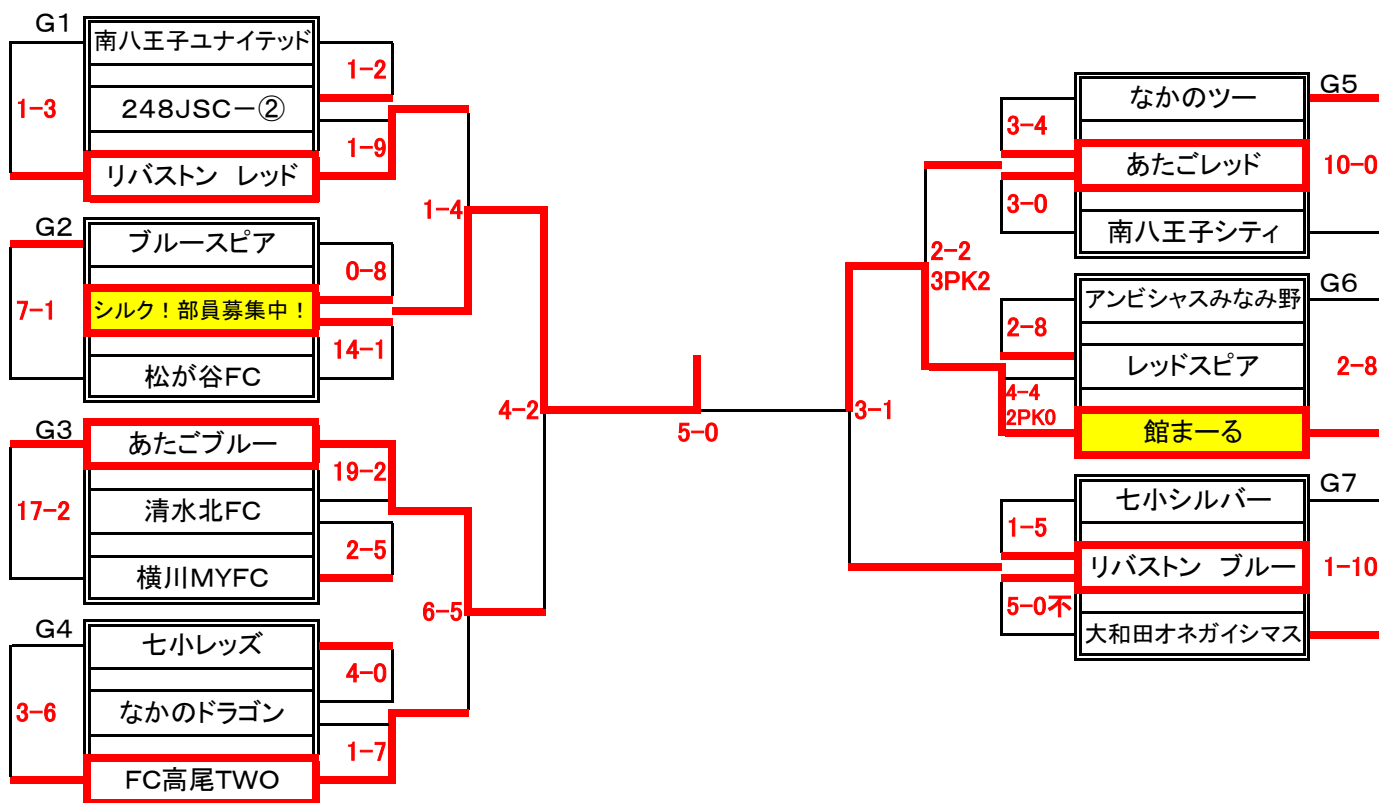 G1
南八王子ユナイテッド
1-2
1-3
248JSC-②
1-9
リバストン　レッド
1-4
G2
ブルースピア
0-8
7-1
シルク！部員募集中！
14-1
松が谷FC
4-2
G3
あたごブルー
19-2
17-2
清水北FC
2-5
横川MYFC
6-5
G4
七小レッズ
4-0
3-6
なかのドラゴン
1-7
FC高尾TWO
5-0
G5
なかのツー
3-4
あたごレッド
10-0
3-0
南八王子シティ
2-2
3PK2
G6
アンビシャスみなみ野
2-8
レッドスピア
2-8
4-4
2PK0
館まーる
3-1
G7
七小シルバー
1-5
リバストン　ブルー
1-10
5-0不
大和田オネガイシマス